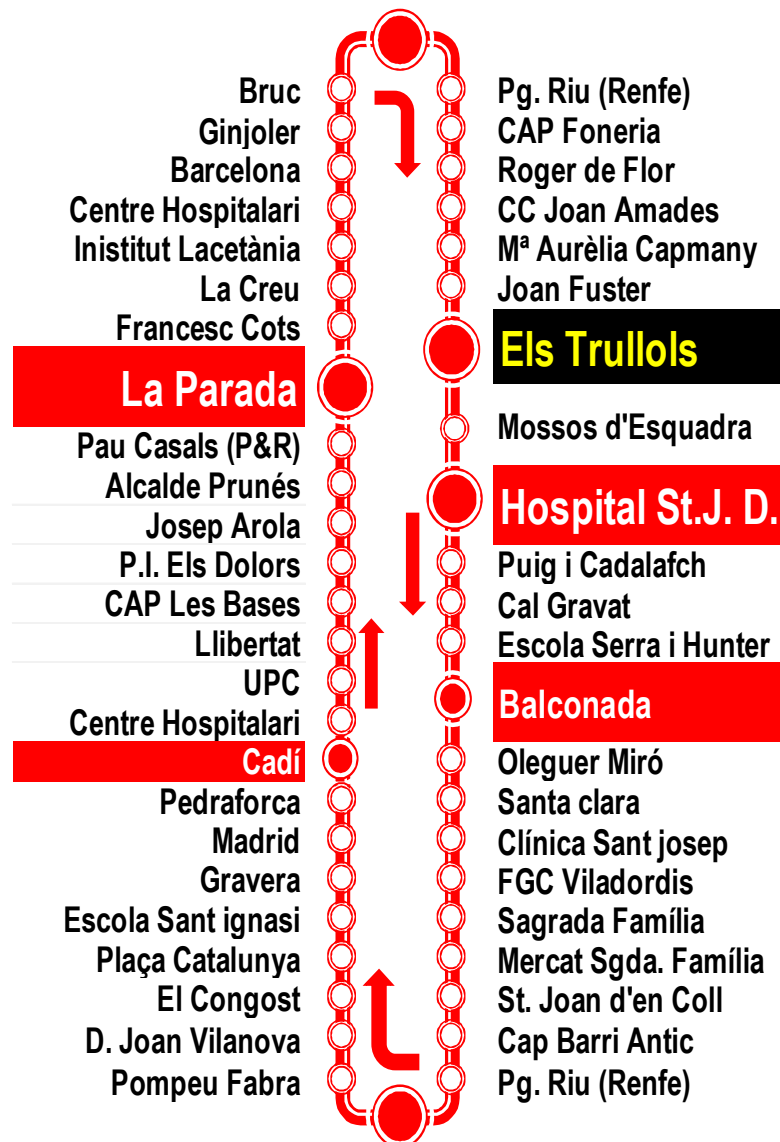 Bruc
Ginjoler
Barcelona
Centre Hospitalari
Inistitut Lacetània
La Creu
Francesc Cots
La Parada
Pau Casals (P&R)
Alcalde Prunés
Josep Arola
P.I. Els Dolors
CAP Les Bases
Llibertat
UPC
Centre Hospitalari
Cadí
Pedraforca
Madrid
Gravera
Escola Sant ignasi
Plaça Catalunya
El Congost
D. Joan Vilanova
Pompeu Fabra
Pg. Riu (Renfe)
CAP Foneria
Roger de Flor
CC Joan Amades
Mª Aurèlia Capmany
Joan Fuster
Els Trullols
Mossos d'Esquadra
Hospital St.J. D.
Puig i Cadalafch
Cal Gravat
Escola Serra i Hunter
Balconada
Oleguer Miró
Santa clara
Clínica Sant josep
FGC Viladordis
Sagrada Família
Mercat Sgda. Família
St. Joan d'en Coll
Cap Barri Antic
Pg. Riu (Renfe)